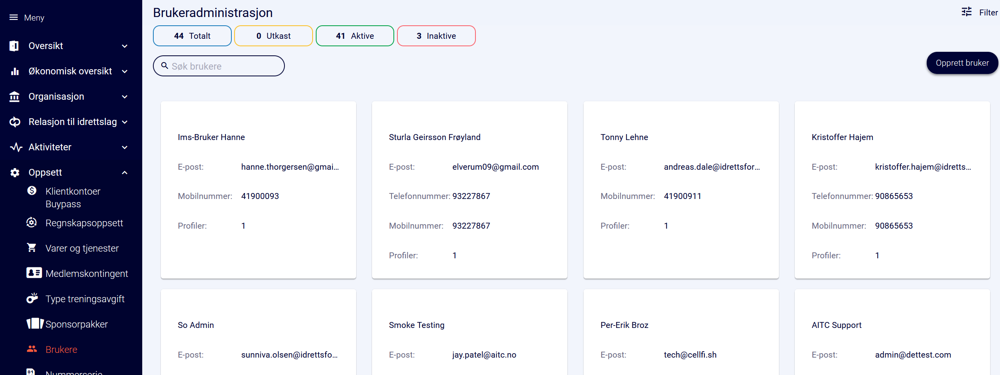 Meny
Oversikt
Økonomisk oversikt
Organisasjon
Relasjon til idrettslag
Aktiviteter
Oppsett
Klientkontoer
Buypass
Regnskapsoppsett
Varer og tjenester
Medlemskontingent
Type treningsavgift
Sponsorpakker
Brukere
Nummerserie
Brukeradministrasjon
Filter
44 Totalt
0 Utkast
41 Aktive
3 Inaktive
Søk brukere
Opprett bruker
Ims-Bruker Hanne
E-post: hanne.thorgersen@gmai...
Mobilnummer: 41900093
Profiler: 1
Sturla Geirsson Frøyland
E-post: elverum09@gmail.com
Telefonnummer: 93227867
Mobilnummer: 93227867
Profiler: 1
Tonny Lehne
E-post: andreas.dale@idrettsfor...
Mobilnummer: 41900911
Profiler: 1
Kristoffer Hajem
E-post: kristoffer.hajem@idretts...
Telefonnummer: 90865653
Mobilnummer: 90865653
Profiler: 1
So Admin
E-post: sunniva.olsen@idrettsfo...
Smoke Testing
E-post: jay.patel@aitc.no
Per-Erik Broz
E-post: tech@cellfi.sh
AITC Support
E-post: admin@dettest.com